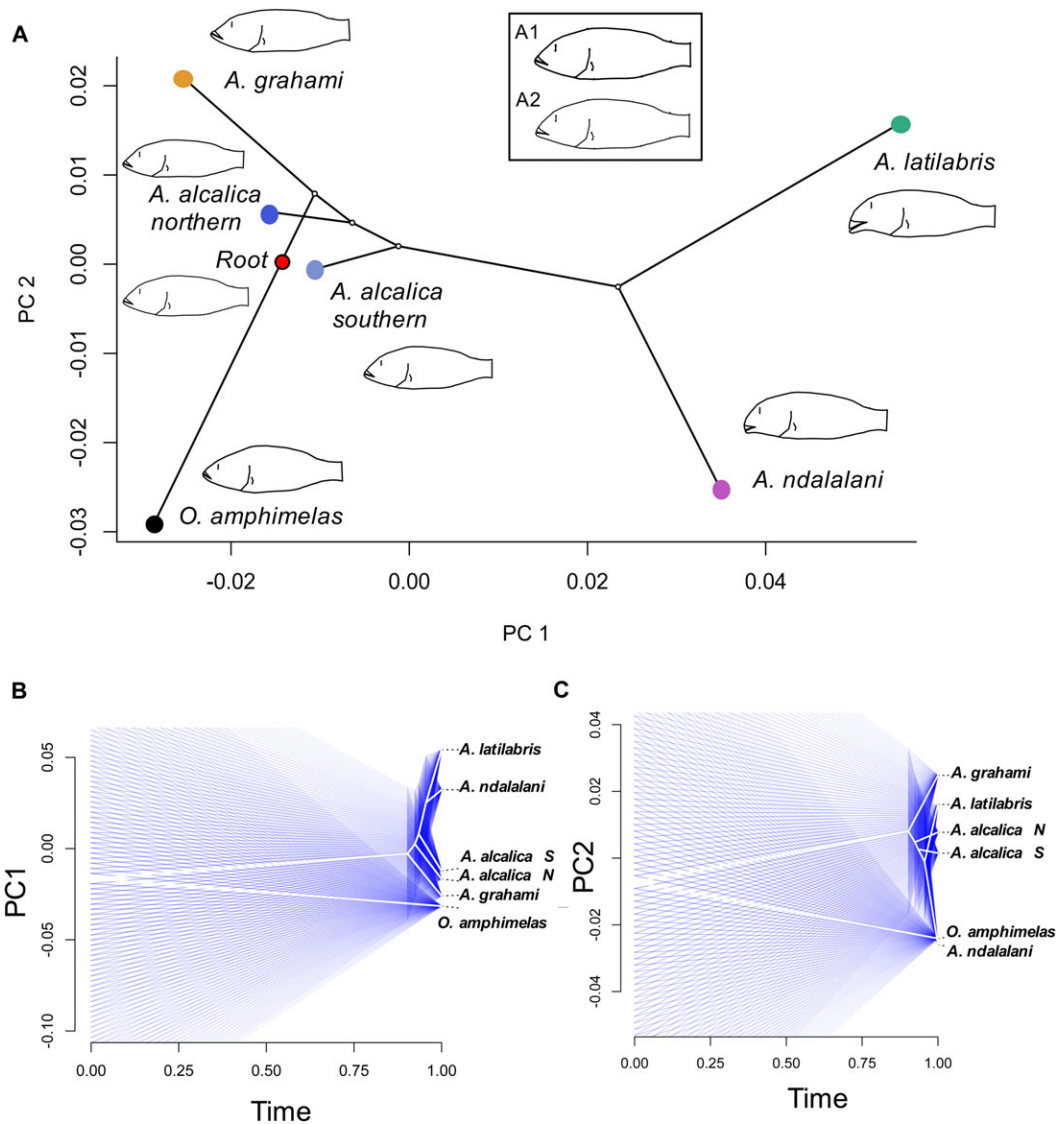 A
A1
A2
A. grahami
A. latilabris
A. alcalica
northern
Root
A. alcalica
southern
A. ndalalani
O. amphimelas
PC 2
0.02
0.01
0.00
-0.01
-0.02
-0.03
-0.02
0.00
0.02
0.04
PC 1
B
PC1
0.05
0.00
-0.05
-0.10
A. latilabris
A. ndalalani
A. alcalica S
A. alcalica N
A. grahami
O. amphimelas
0.00
0.25
0.50
0.75
1.00
Time
C
PC2
0.04
0.02
0.00
-0.02
-0.04
A. grahami
A. latilabris
A. alcalica N
A. alcalica S
O. amphimelas
A. ndalalani
0.00
0.25
0.50
0.75
1.00
Time